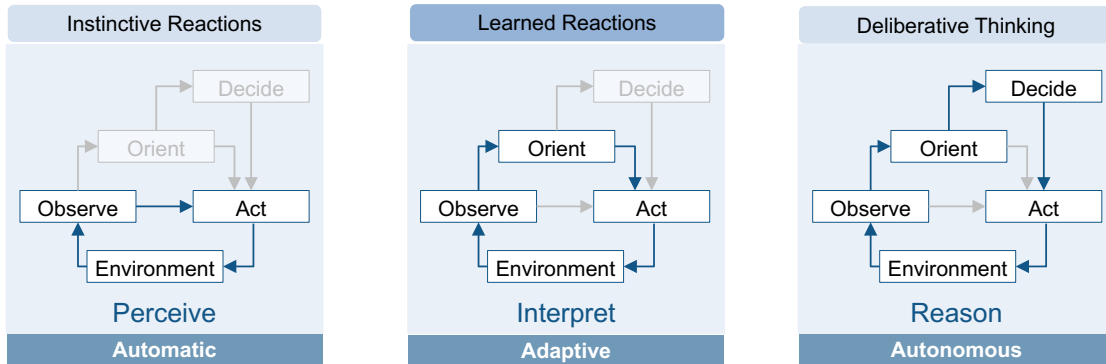 Instinctive Reactions
Decide
Orient
Observe
Act
Environment
Perceive
Automatic
Learned Reactions
Decide
Orient
Observe
Act
Environment
Interpret
Adaptive
Deliberative Thinking
Decide
Orient
Observe
Act
Environment
Reason
Autonomous